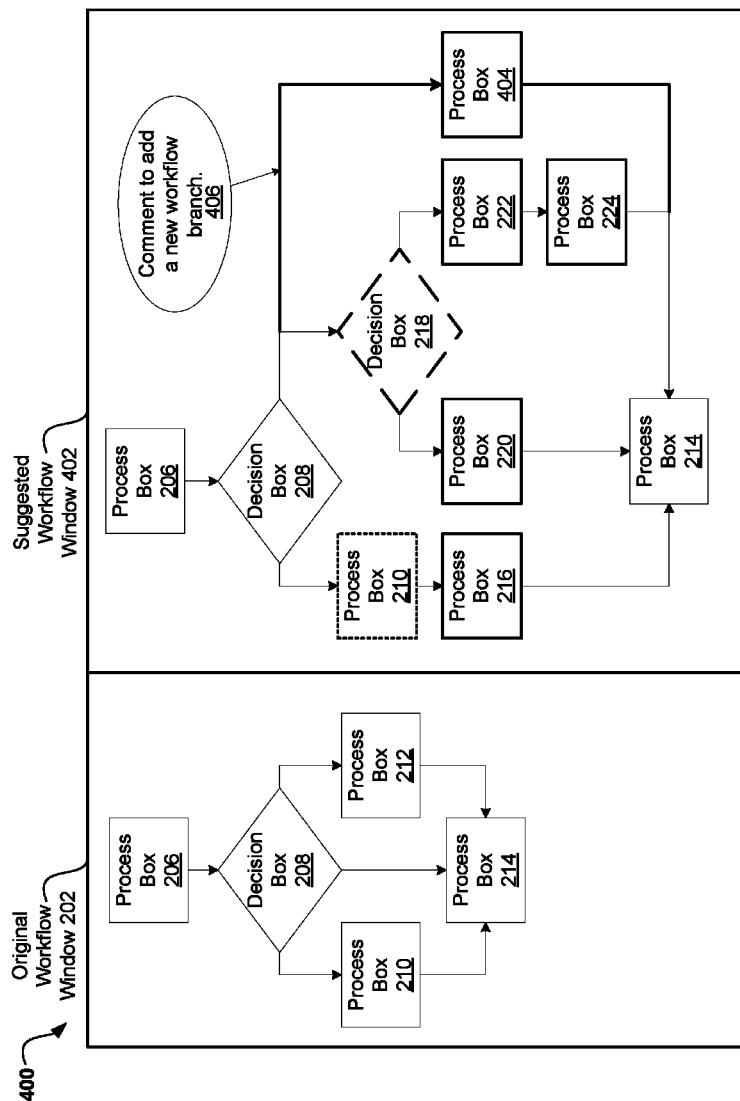 400
Original
Workflow
Window 202
Process
Box
206
Decision
Box
208
Process
Box
210
Process
Box
212
Process
Box
214
Suggested
Workflow
Window 402
Process
Box
206
Decision
Box
208
Comment to add
a new workflow
branch.
406
Process
Box
210
Process
Box
216
Decision
Box
218
Process
Box
220
Process
Box
222
Process
Box
224
Process
Box
404
Process
Box
214